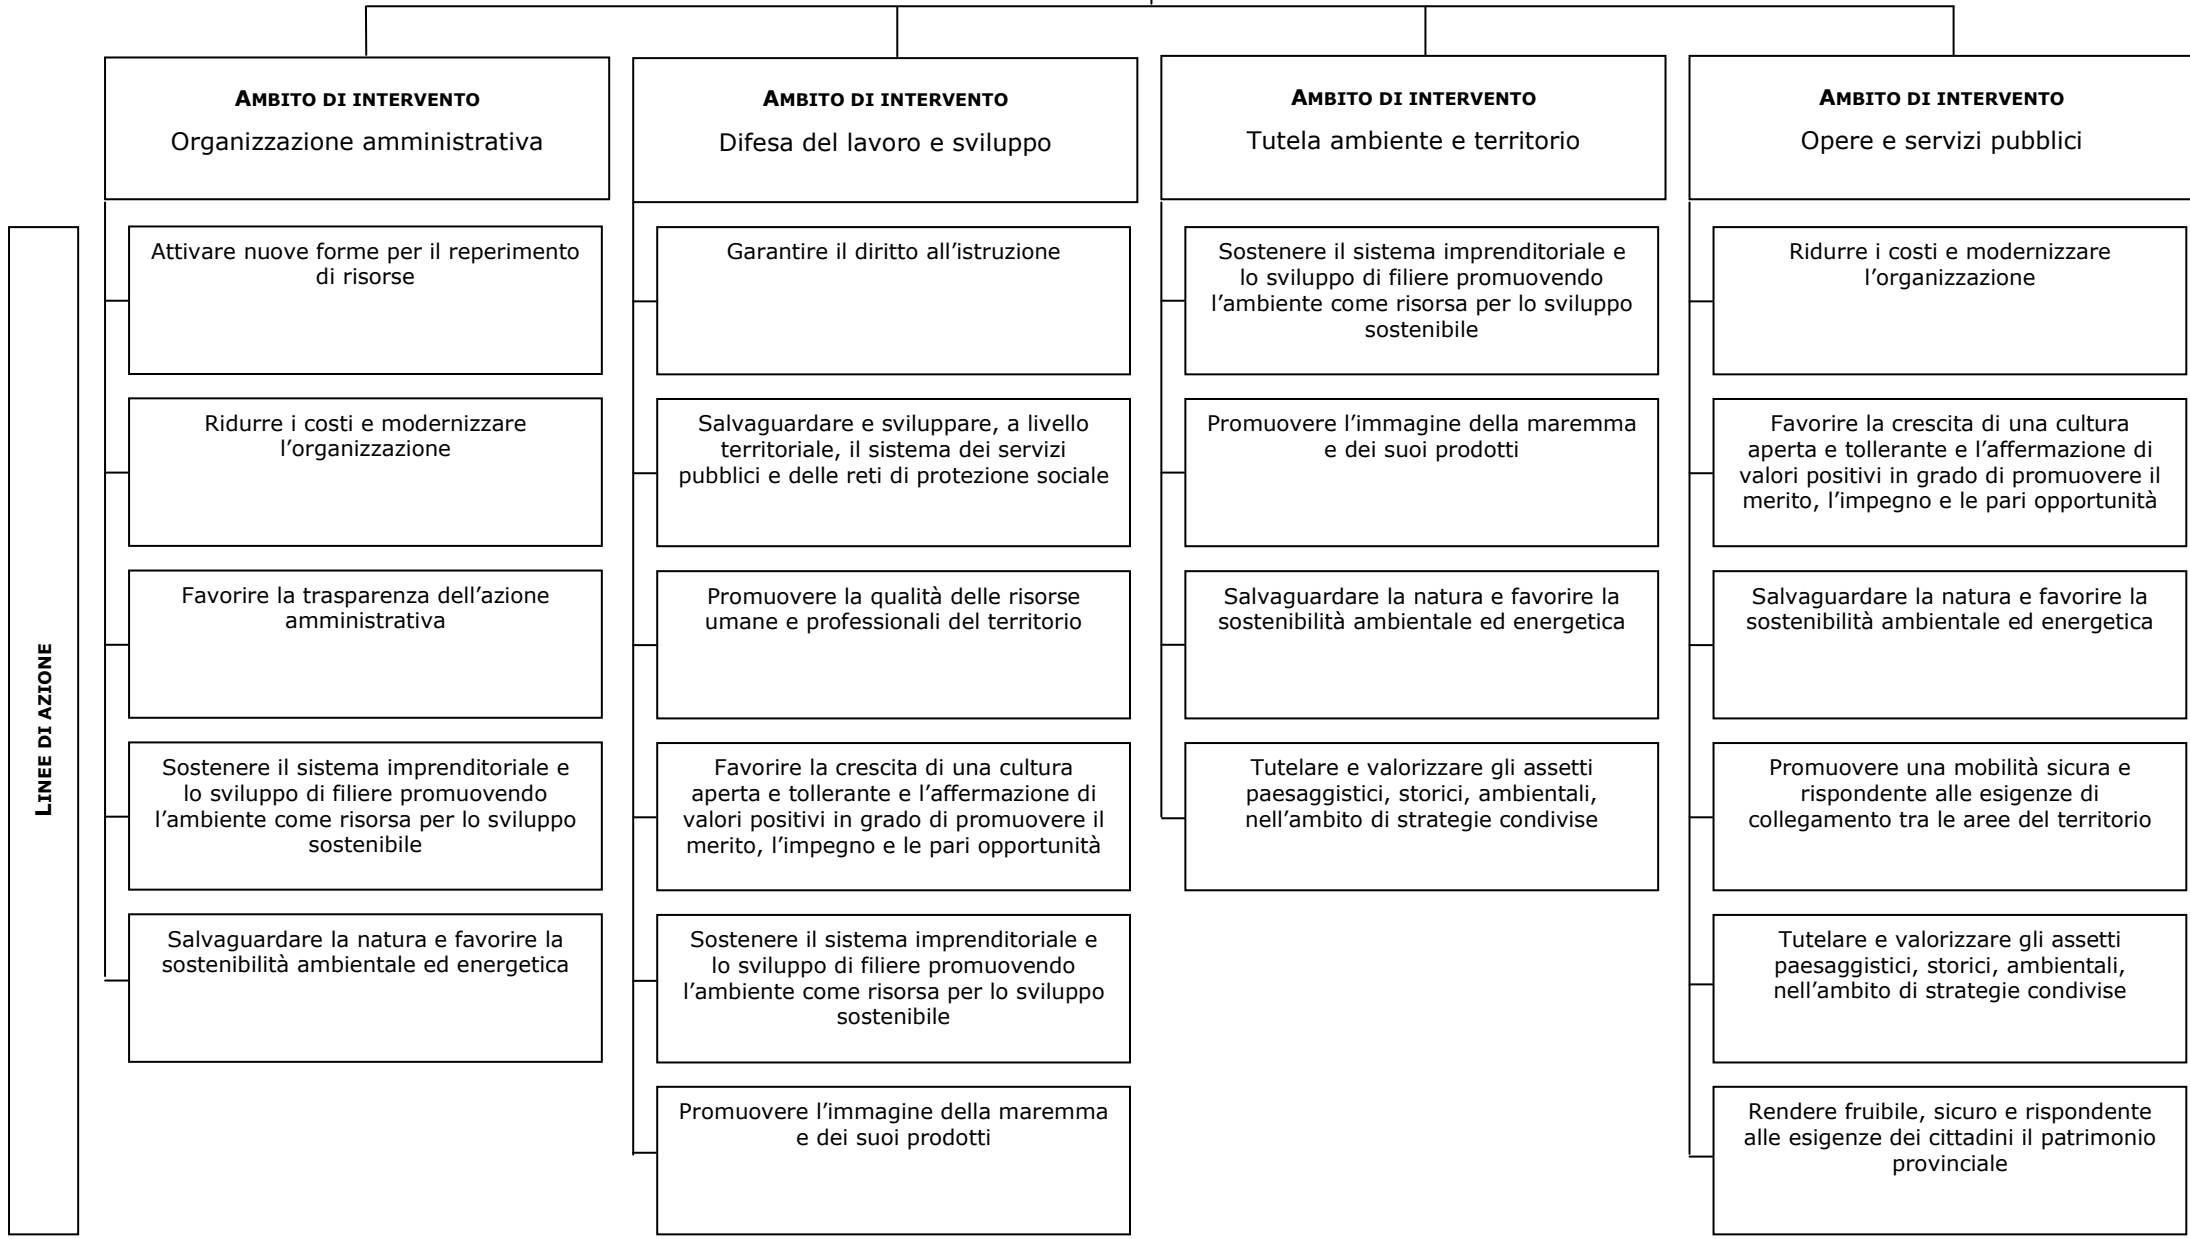 AMBITO DI INTERVENTO
Organizzazione amministrativa
AMBITO DI INTERVENTO
Difesa del lavoro e sviluppo
AMBITO DI INTERVENTO
Tutela ambiente e territorio
AMBITO DI INTERVENTO
Opere e servizi pubblici
LINEE DI AZIONE
Attivare nuove forme per il reperimento
di risorse
Ridurre i costi e modernizzare
l’organizzazione
Favorire la trasparenza dell’azione
amministrativa
Sostenere il sistema imprenditoriale e
lo sviluppo di filiere promuovendo
l’ambiente come risorsa per lo sviluppo
sostenibile
Salvaguardare la natura e favorire la
sostenibilità ambientale ed energetica
Garantire il diritto all’istruzione
Salvaguardare e sviluppare, a livello
territoriale, il sistema dei servizi
pubblici e delle reti di protezione sociale
Promuovere la qualità delle risorse
umane e professionali del territorio
Favorire la crescita di una cultura
aperta e tollerante e l’affermazione di
valori positivi in grado di promuovere il
merito, l’impegno e le pari opportunità
Sostenere il sistema imprenditoriale e
lo sviluppo di filiere promuovendo
l’ambiente come risorsa per lo sviluppo
sostenibile
Promuovere l’immagine della maremma
e dei suoi prodotti
Sostenere il sistema imprenditoriale e
lo sviluppo di filiere promuovendo
l’ambiente come risorsa per lo sviluppo
sostenibile
Promuovere l’immagine della maremma
e dei suoi prodotti
Salvaguardare la natura e favorire la
sostenibilità ambientale ed energetica
Tutelare e valorizzare gli assetti
paesaggistici, storici, ambientali,
nell’ambito di strategie condivise
Ridurre i costi e modernizzare
l’organizzazione
Favorire la crescita di una cultura
aperta e tollerante e l’affermazione di
valori positivi in grado di promuovere il
merito, l’impegno e le pari opportunità
Salvaguardare la natura e favorire la
sostenibilità ambientale ed energetica
Promuovere una mobilità sicura e
rispondente alle esigenze di
collegamento tra le aree del territorio
Tutelare e valorizzare gli assetti
paesaggistici, storici, ambientali,
nell’ambito di strategie condivise
Rendere fruibile, sicuro e rispondente
alle esigenze dei cittadini il patrimonio
provinciale